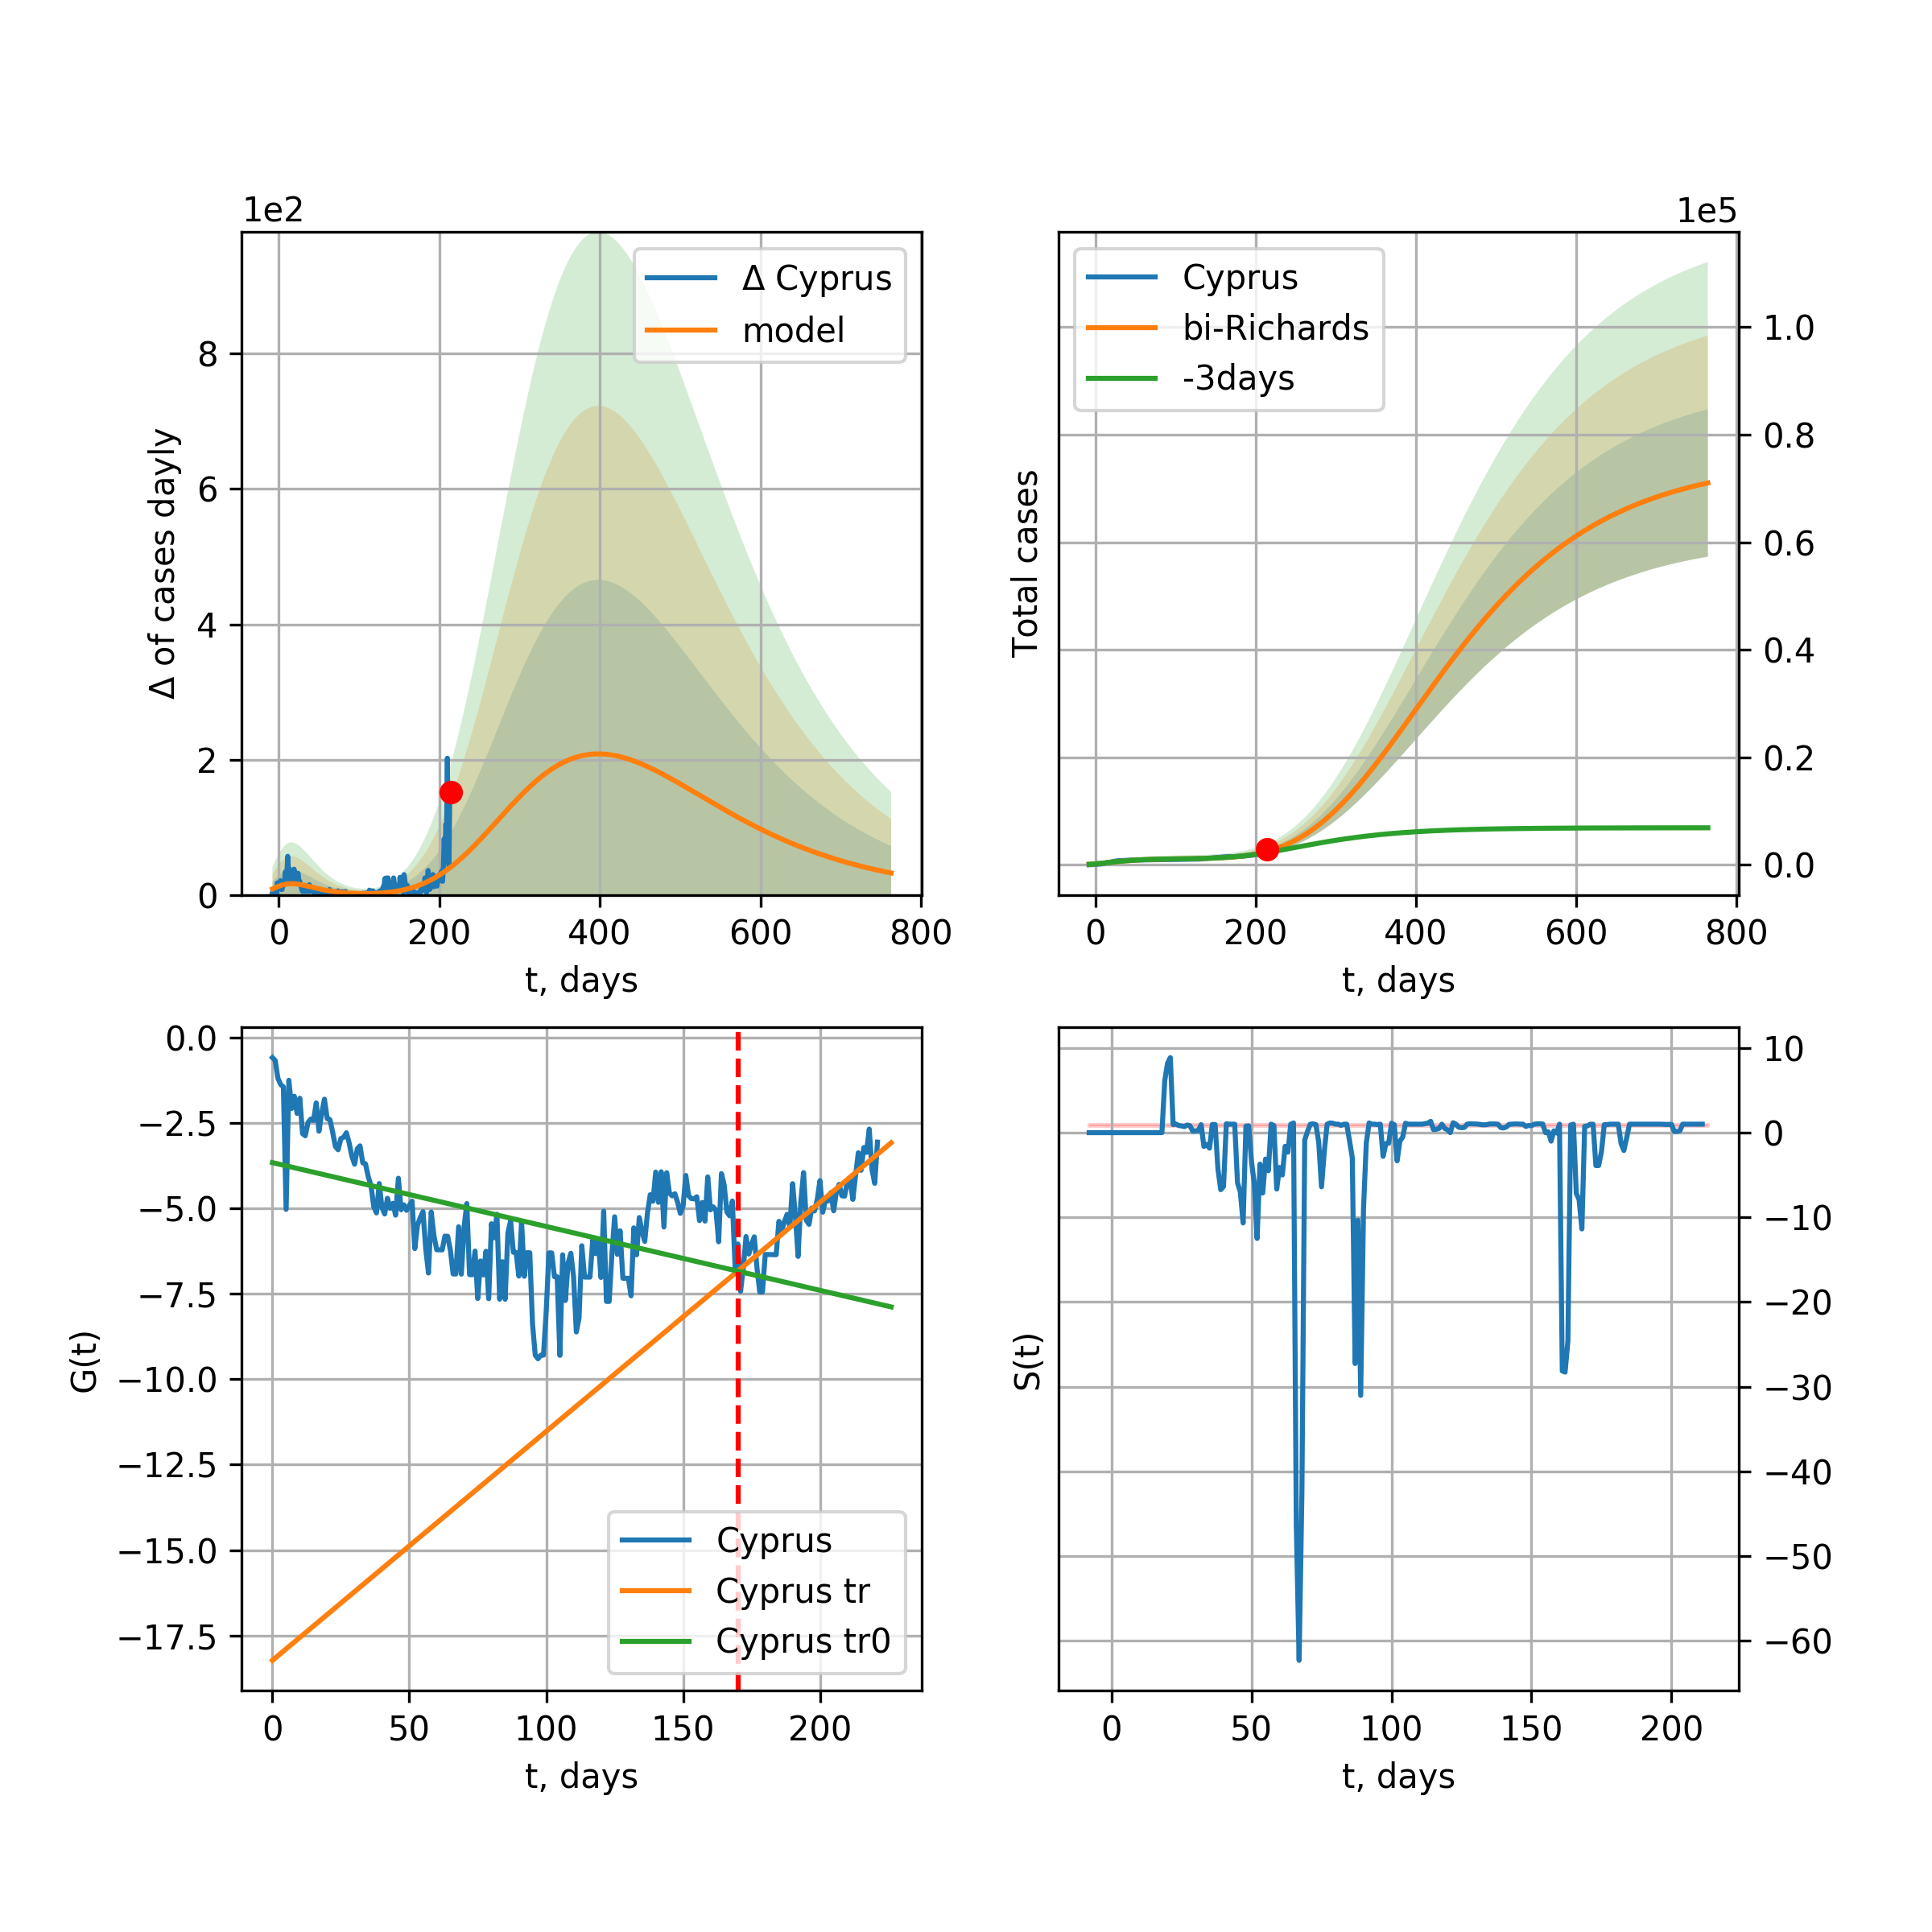 1e2
Δ of cases dayly
8
6
4
2
0
Δ Cyprus
model
0 200 400 600 800
t, days
1e5
Total cases
Cyprus
bi-Richards
-3days
1.0
0.8
0.6
0.4
0.2
0.0
0 200 400 600 800
t, days
G(t)
0.0
−2.5
−5.0
−7.5
−10.0
−12.5
−15.0
−17.5
Cyprus
Cyprus tr
Cyprus tr0
0 50 100 150 200
t, days
S(t)
10
0
−10
−20
−30
−40
−50
−60
0 50 100 150 200
t, days